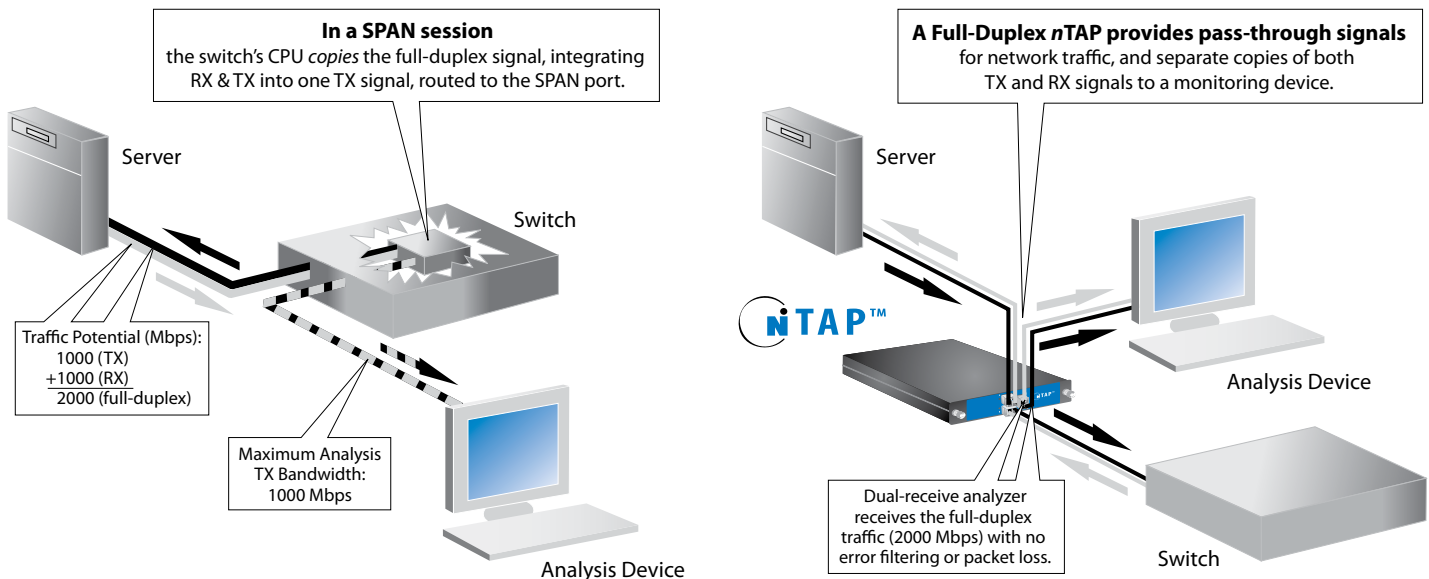 In a SPAN session
the switch's CPU copies the full-duplex signal, integrating
RX & TX into one TX signal, routed to the SPAN port.
Server
Switch
Traffic Potential (Mbps):
1000 (TX)
+1000 (RX)
2000 (full-duplex)
Maximum Analysis
TX Bandwidth:
1000 Mbps
Analysis Device
A Full-Duplex nTAP provides pass-through signals
for network traffic, and separate copies of both
TX and RX signals to a monitoring device.
Server
nTAP™
Analysis Device
nTAP™
Dual-receive analyzer
receives the full-duplex
traffic (2000 Mbps) with no
error filtering or packet loss.
Switch